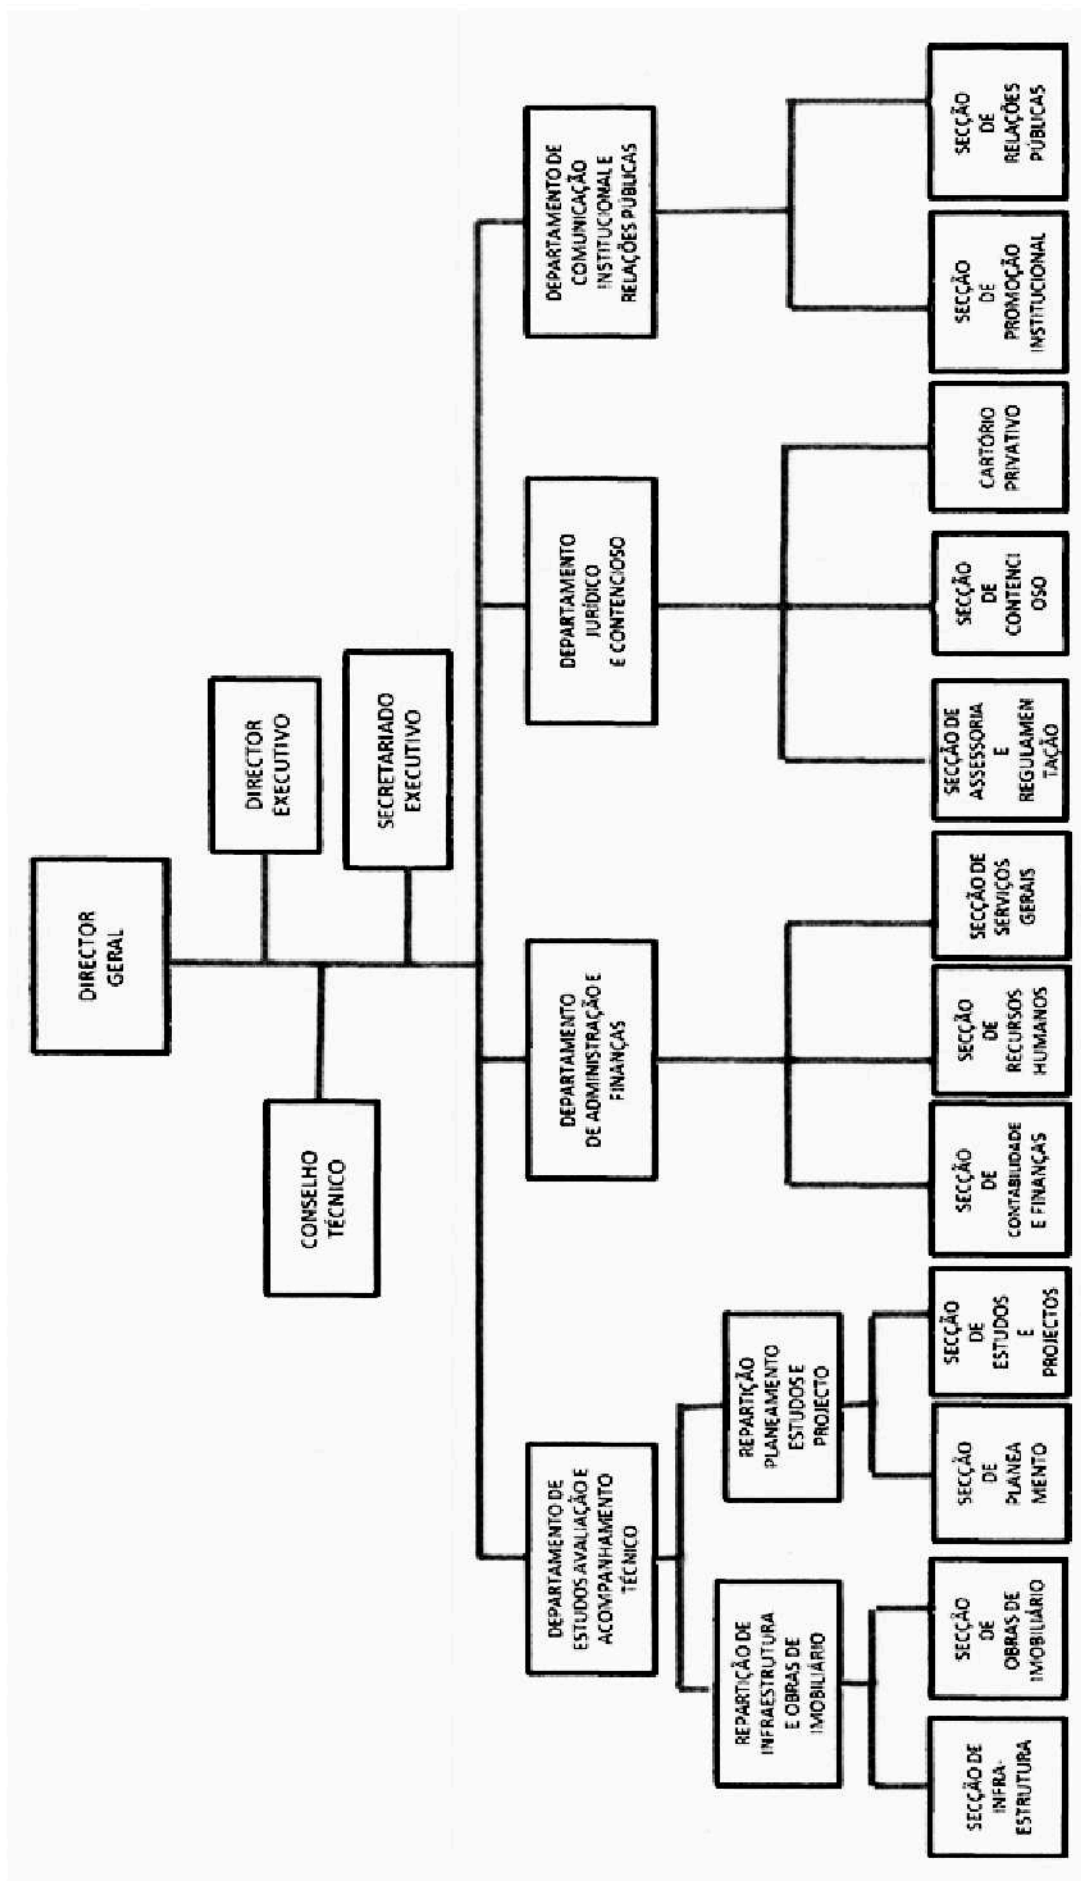 DIRECTOR
GERAL
DIRECTOR
EXECUTIVO
CONSELHO
TÉCNICO
SECRETARIADO
EXECUTIVO
DEPARTAMENTO DE
ESTUDOS AVALIAÇÃO E
ACOMPANHAMENTO
TÉCNICO
DEPARTAMENTO
DE ADMINISTRAÇÃO E
FINANÇAS
DEPARTAMENTO
JURÍDICO
E CONTENCIOSO
DEPARTAMENTO DE
COMUNICAÇÃO
INSTITUCIONAL E
RELAÇÕES PÚBLICAS
REPARTIÇÃO DE
INFRAESTRUTURA
E OBRAS DE
IMOBILIÁRIO
REPARTIÇÃO
PLANEAMENTO
ESTUDOS E
PROJECTO
SECÇÃO DE
INFRA-
ESTRUTURA
SECÇÃO
DE
OBRAS DE
IMOBILIÁRIO
SECÇÃO
DE
PLANEA
MENTO
SECÇÃO
DE
ESTUDOS
E
PROJECTOS
SECÇÃO
DE
CONTABILIDADE
E FINANÇAS
SECÇÃO
DE
RECURSOS
HUMANOS
SECÇÃO DE
SERVIÇOS
GERAIS
SECÇÃO DE
ASSESSORIA
E
REGULAMEN
TAÇÃO
SECÇÃO
DE
CONTENCI
OSO
CARTÓRIO
PRIVATIVO
SECÇÃO
DE
PROMOÇÃO
INSTITUCIONAL
SECÇÃO
DE
RELAÇÕES
PÚBLICAS